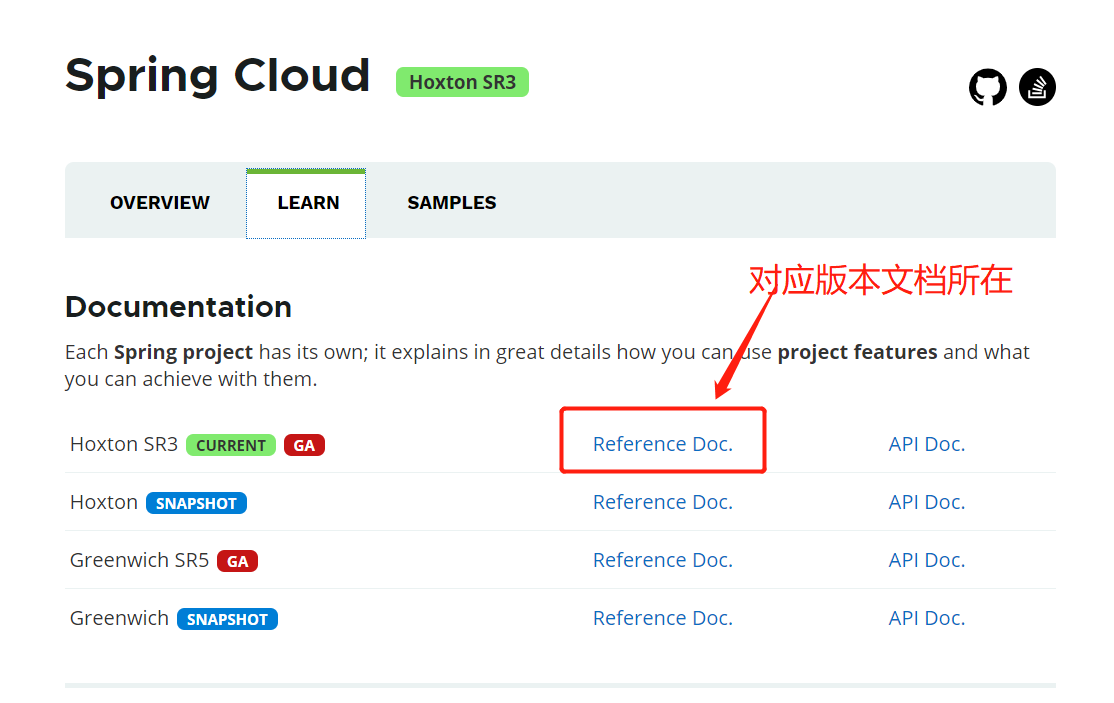 Spring Cloud Hoxton SR3
OVERVIEW LEARN SAMPLES
对应版本文档所在
Documentation
Each Spring project has its own; it explains in great details how you can use project features and what
you can achieve with them.
Hoxton SR3 CURRENT GA Reference Doc. API Doc.
Hoxton SNAPSHOT Reference Doc. API Doc.
Greenwich SR5 GA Reference Doc. API Doc.
Greenwich SNAPSHOT Reference Doc. API Doc.